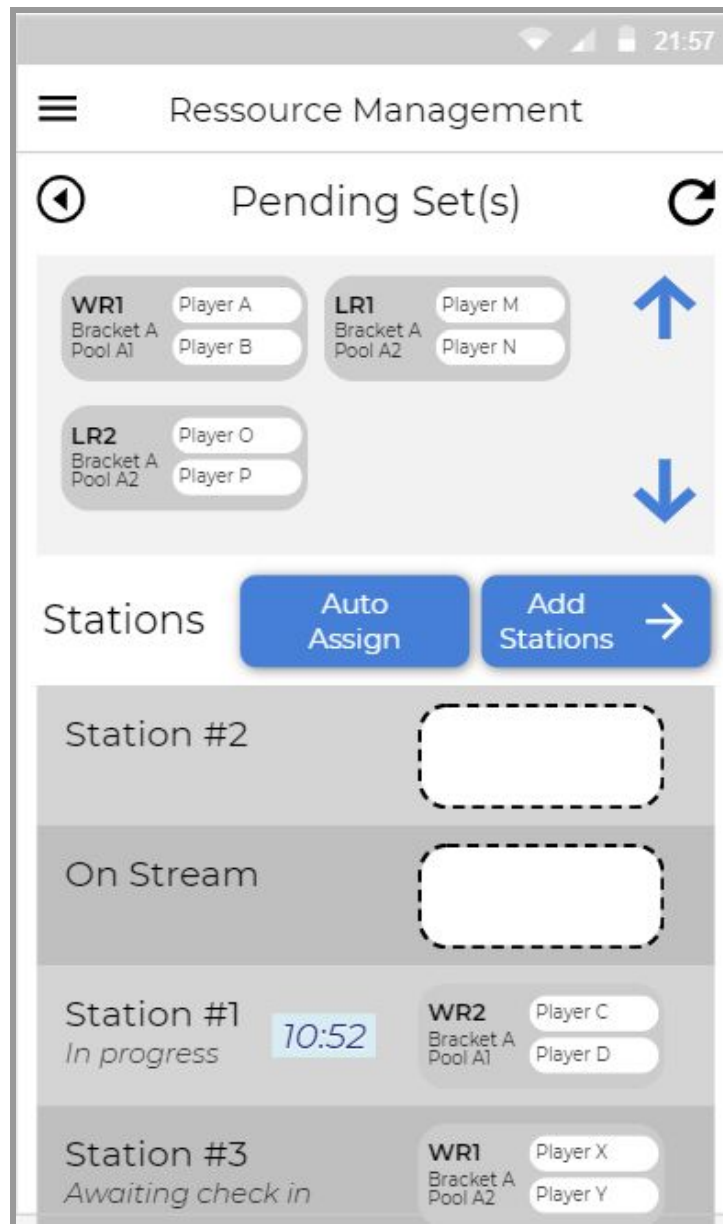 21:57
Ressource Management
Pending Set(s)
WR1
Bracket A
Pool A1
Player A
Player B
LR1
Bracket A
Pool A2
Player M
Player N
LR2
Bracket A
Pool A2
Player O
Player P
Stations
Auto
Assign
Add
Stations
Station #2
On Stream
Station #1
In progress
10:52
WR2
Bracket A
Pool A1
Player C
Player D
Station #3
Awaiting check in
WR1
Bracket A
Pool A2
Player X
Player Y